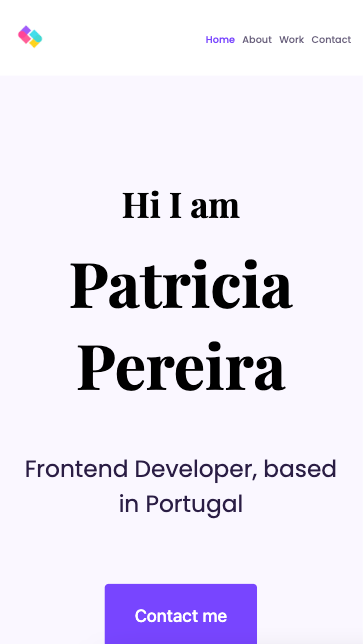 Home About Work Contact
Hi I am
Patricia
Pereira
Frontend Developer, based
in Portugal
Contact me